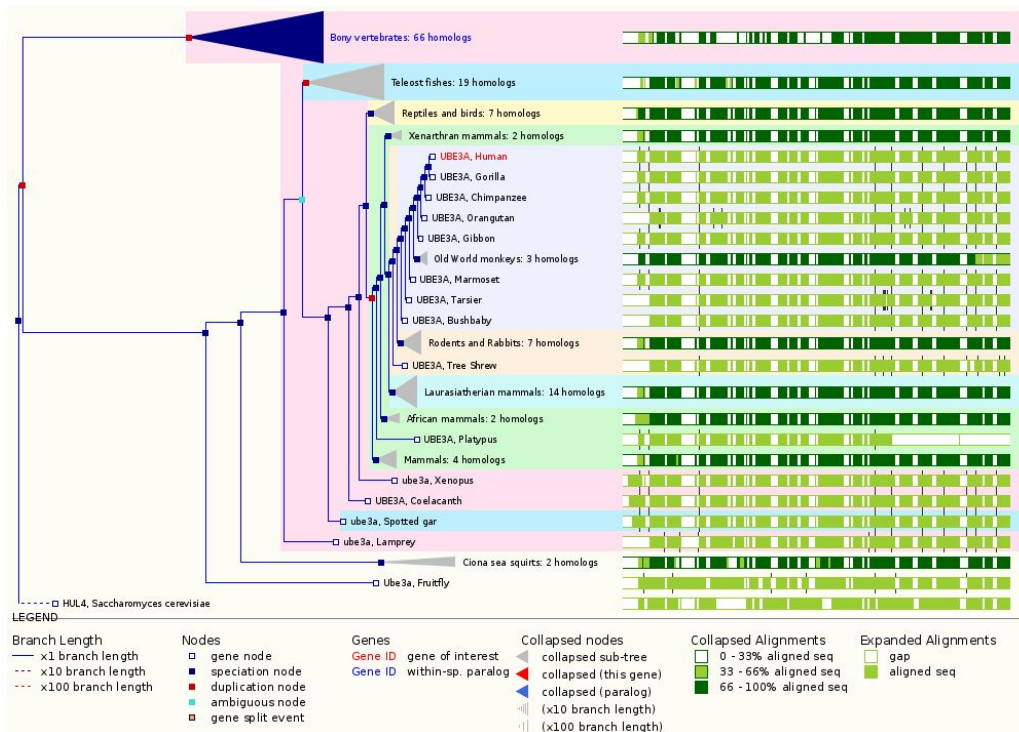 Bony vertebrates: 66 homologs
Teleost fishes: 19 homologs
Reptiles and birds: 7 homologs
Xenarthran mammals: 2 homologs
UBE3A, Human
UBE3A, Gorilla
UBE3A, Chimpanzee
UBE3A, Orangutan
UBE3A, Gibbon
Old World monkeys: 3 homologs
UBE3A, Marmoset
UBE3A, Tarsier
UBE3A, Bushbaby
Rodents and Rabbits: 7 homologs
UBE3A, Tree Shrew
Laurasiatherian mammals: 14 homologs
African mammals: 2 homologs
UBE3A, Platypus
Mammals: 4 homologs
ube3a, Xenopus
UBE3A, Coelacanth
ube3a, Spotted gar
ube3a, Lamprey
Ciona sea squirts: 2 homologs
Ube3a, Fruitfly
HUL4, Saccharomyces cerevisiae
LEGEND
Branch Length
x1 branch length
x10 branch length
x100 branch length
Nodes
gene node
speciation node
duplication node
ambiguous node
gene split event
Genes
Gene ID gene of interest
Gene ID within-sp. paralog
Collapsed nodes
collapsed sub-tree
collapsed (this gene)
collapsed (paralog)
(x10 branch length)
(x100 branch length)
Collapsed Alignments
0 - 33% aligned seq
33 - 66% aligned seq
66 - 100% aligned seq
Expanded Alignments
gap
aligned seq